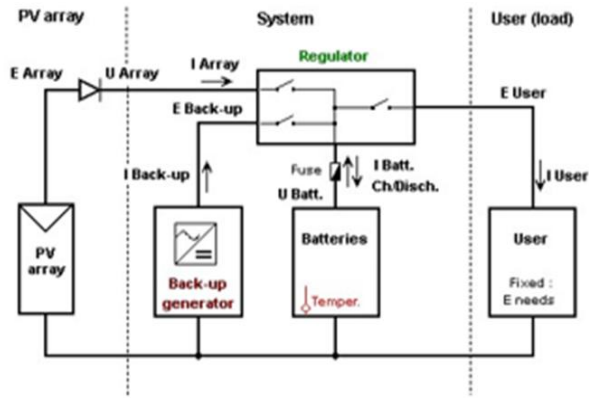 PV array
System
User (load)
E Array
U Array
I Array
Regulator
E Back-up
E User
I Back-up
Fuse
I Batt.
Ch/Disch.
I User
U Batt.
PV
array
Back-up
generator
Batteries
Temper.
User
Fixed :
E needs